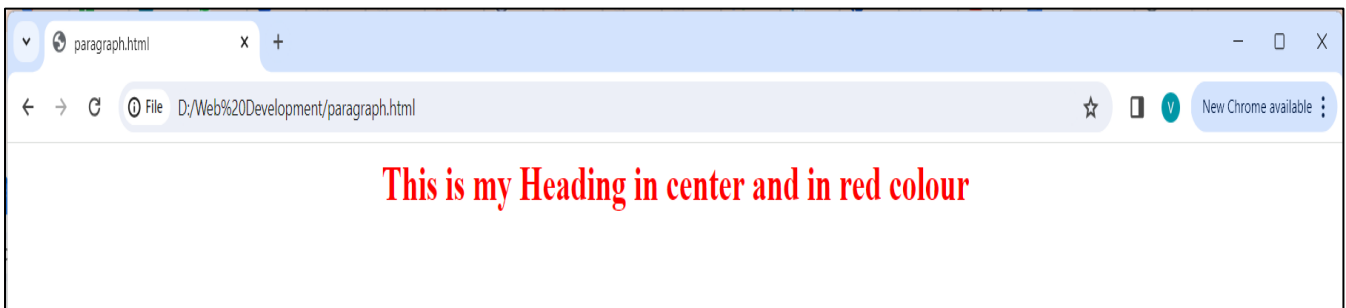 paragraph.html
File D:/Web%20Development/paragraph.html V New Chrome available
This is my Heading in center and in red colour